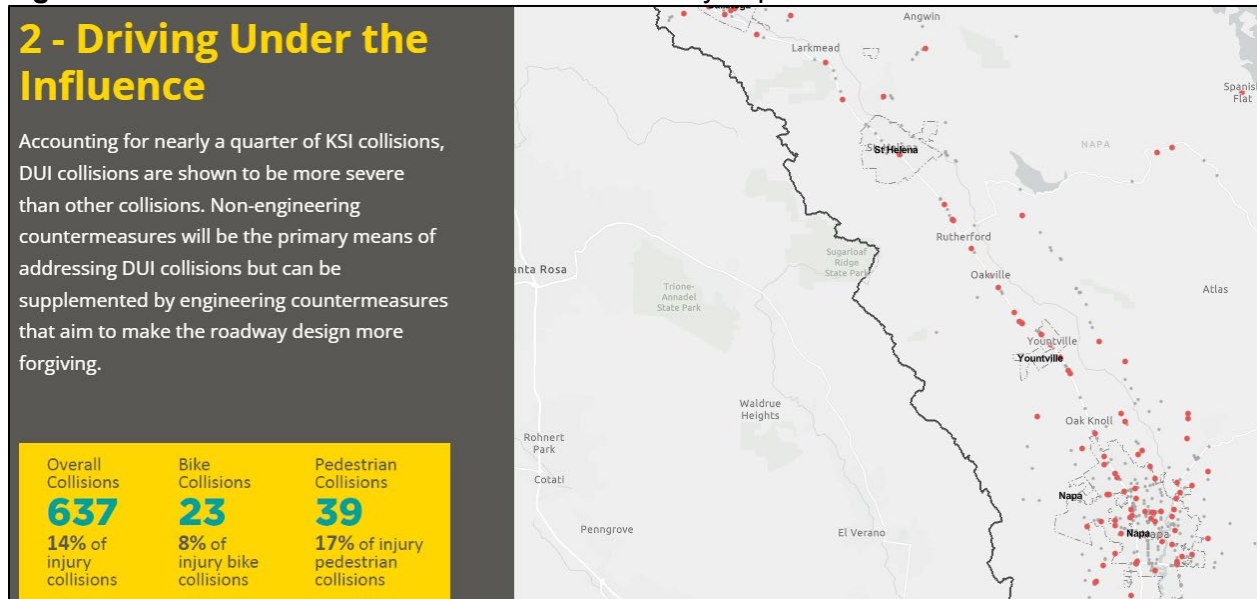 2 - Driving Under the
Influence
Accounting for nearly a quarter of KSI collisions,
DUI collisions are shown to be more severe
than other collisions. Non-engineering
countermeasures will be the primary means of
addressing DUI collisions but can be
supplemented by engineering countermeasures
that aim to make the roadway design more
forgiving.
Overall
Collisions
637
14% of
injury
collisions
Bike
Collisions
23
8% of
injury bike
collisions
Pedestrian
Collisions
39
17% of injury
pedestrian
collisions
Angwin
Larkmead
Spanish
Flat
St Helena
NAPA
Rutherford
Sugarloaf
Ridge
State Park
anta Rosa
Oakville
Trione-
Annadel
State Park
Atlas
Yountville
Yountville
Waldrue
Heights
Oak Knoll
Rohnert
Park
Cotati
Napa
Penngrove
El Verano
Napa